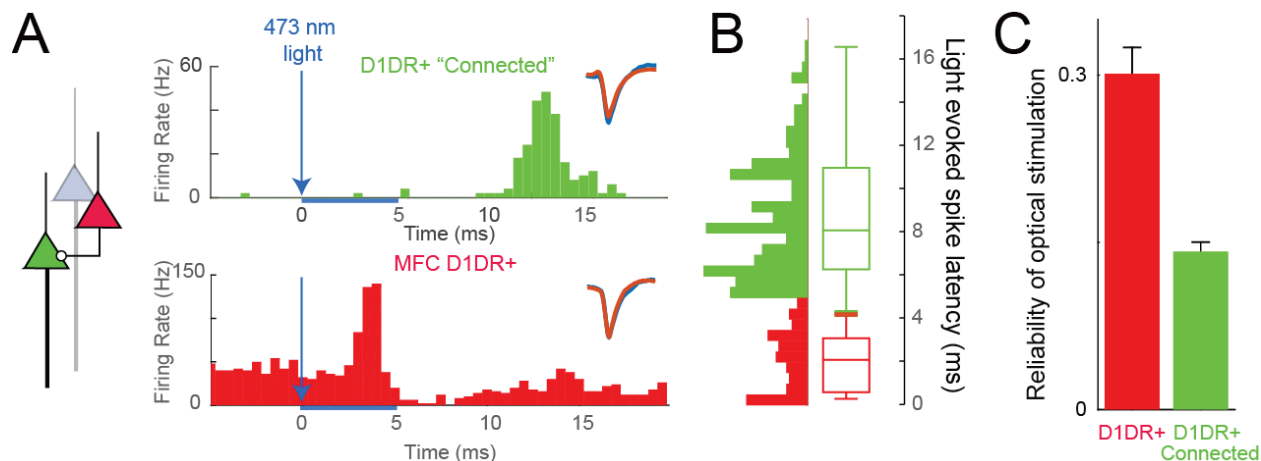 A
473 nm
light
60
Firing Rate (Hz)
0
D1DR+ “Connected”
0
5
10
15
Time (ms)
150
Firing Rate (Hz)
0
MFC D1DR+
0
5
10
15
Time (ms)
B
16
12
8
4
0
Light evoked spike latency (ms)
C
0.3
0
Reliability of optical stimulation
D1DR+
D1DR+
Connected